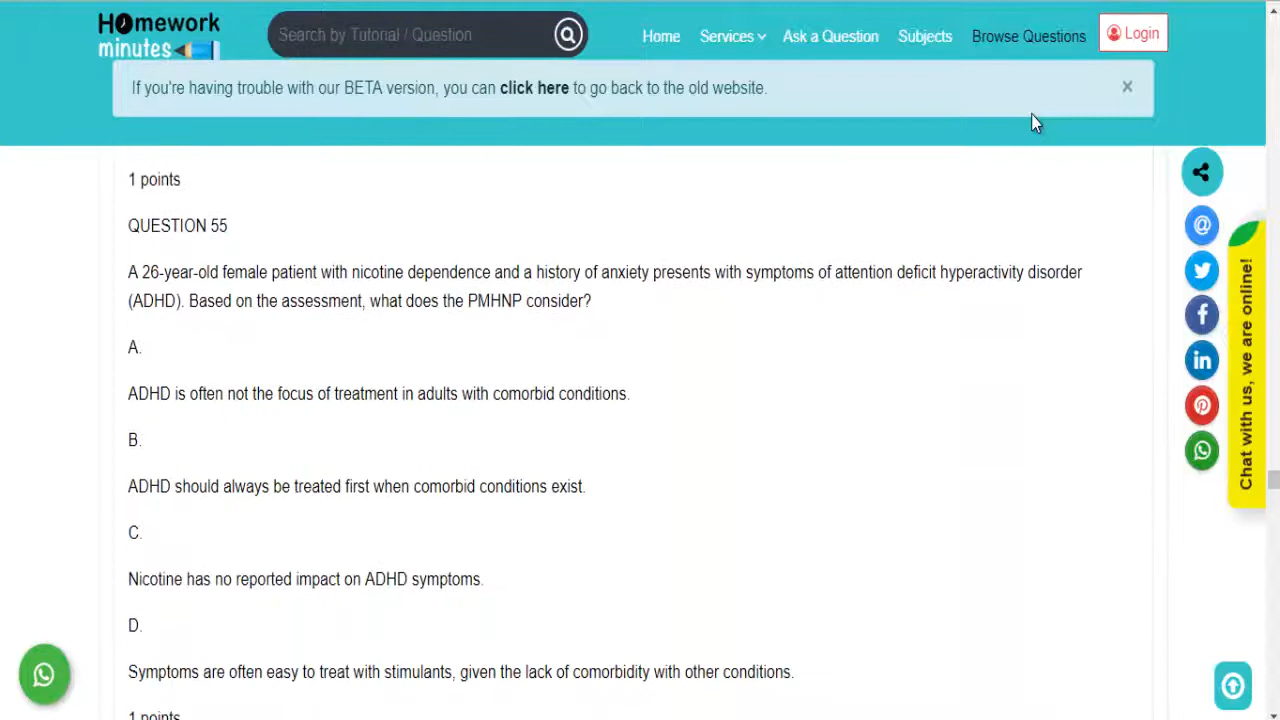 Homework
minutes
Search by Tutorial / Question
Home
Services
Ask a Question
Subjects
Browse Questions
Login
If you're having trouble with our BETA version, you can click here to go back to the old website.
×
1 points
QUESTION 55
A 26-year-old female patient with nicotine dependence and a history of anxiety presents with symptoms of attention deficit hyperactivity disorder
(ADHD). Based on the assessment, what does the PMHNP consider?
A.
ADHD is often not the focus of treatment in adults with comorbid conditions.
B.
ADHD should always be treated first when comorbid conditions exist.
C.
Nicotine has no reported impact on ADHD symptoms.
D.
Symptoms are often easy to treat with stimulants, given the lack of comorbidity with other conditions.
1 points
Chat with us, we are online!